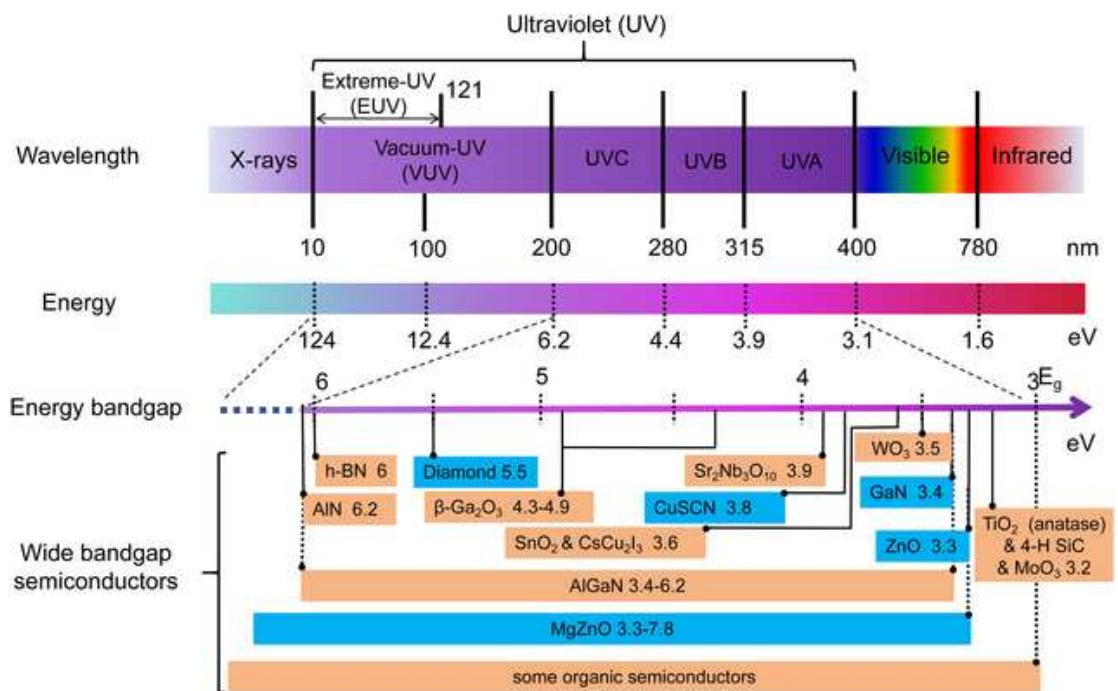 Ultraviolet (UV)
Extreme-UV
(EUV)
121
Wavelength
X-rays
Vacuum-UV
(VUV)
UVC
UVB
UVA
Visible
Infrared
10
100
200
280
315
400
780
nm
Energy
124
12.4
6.2
4.4
3.9
3.1
1.6
eV
Energy bandgap
6
5
4
3
E<sub>g</sub>
eV
h-BN 6
Diamond 5.5
Sr₂Nb₃O₁₀ 3.9
WO₃ 3.5
AlN 6.2
β-Ga₂O₃ 4.3-4.9
CuSCN 3.8
GaN 3.4
SnO₂ & CsCu₂I₃ 3.6
ZnO 3.3
TiO₂ (anatase)
& 4-H SiC
& MoO₃ 3.2
Wide bandgap
semiconductors
AlGaN 3.4-6.2
MgZnO 3.3-7.8
some organic semiconductors